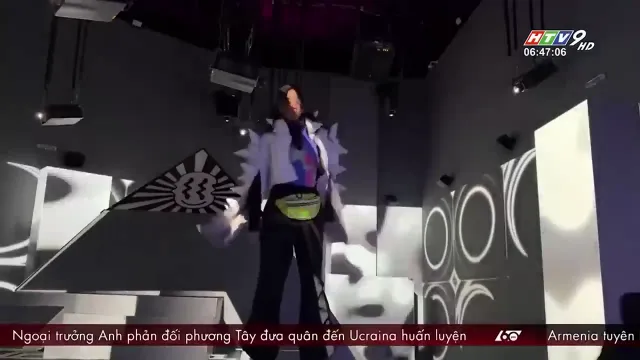 HTV9 HD
06:47:06
Ngoại trưởng Anh phản đối phương Tây đưa quân đến Ucraina huấn luyện 60 Armenia tuyên